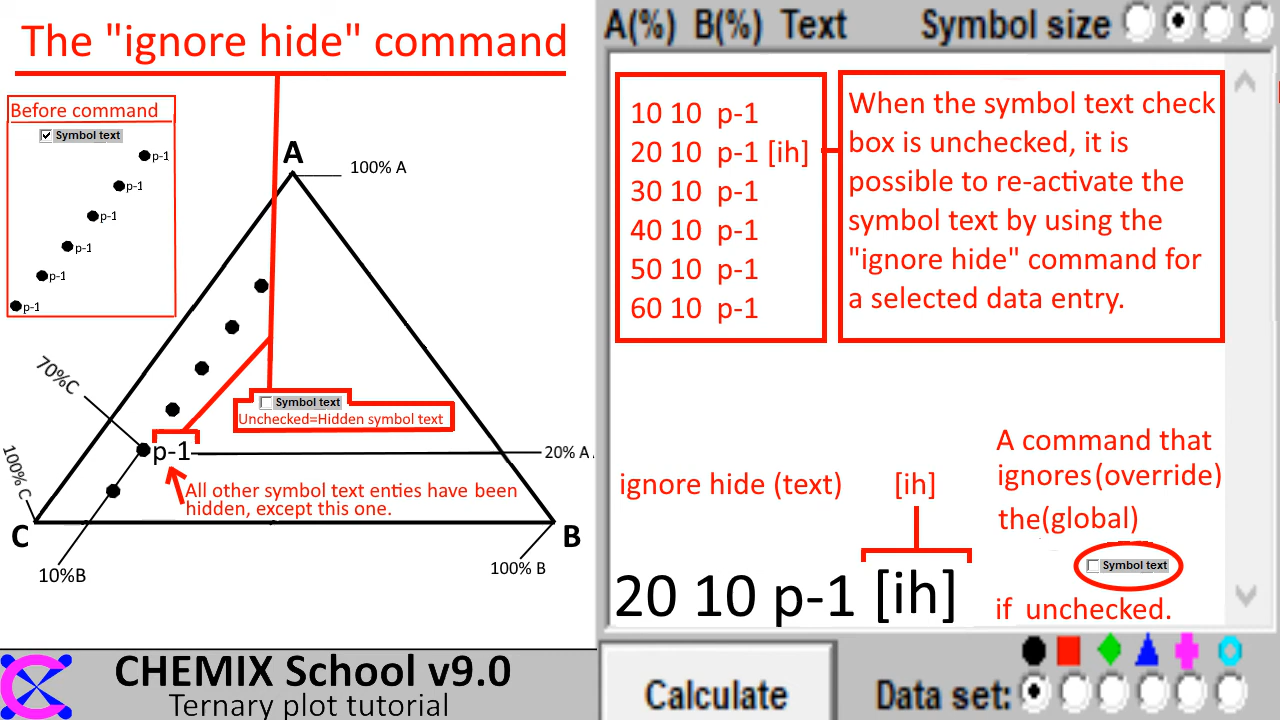 The "ignore hide" command
Before command
Symbol text
p-1
p-1
p-1
p-1
p-1
p-1
A
100% A
70%C
100% C
Symbol text
Unchecked=Hidden symbol text
p-1
20% A
All other symbol text enties have been
hidden, except this one.
C
B
10%B
100% B
CHEMIX School v9.0
Ternary plot tutorial
A(%) B(%) Text Symbol size
10 10 p-1
20 10 p-1 [ih]
30 10 p-1
40 10 p-1
50 10 p-1
60 10 p-1
When the symbol text check
box is unchecked, it is
possible to re-activate the
symbol text by using the
"ignore hide" command for
a selected data entry.
ignore hide (text) [ih]
20 10 p-1 [ih]
A command that
ignores(override)
the(global)
Symbol text
if unchecked.
Calculate
Data set: